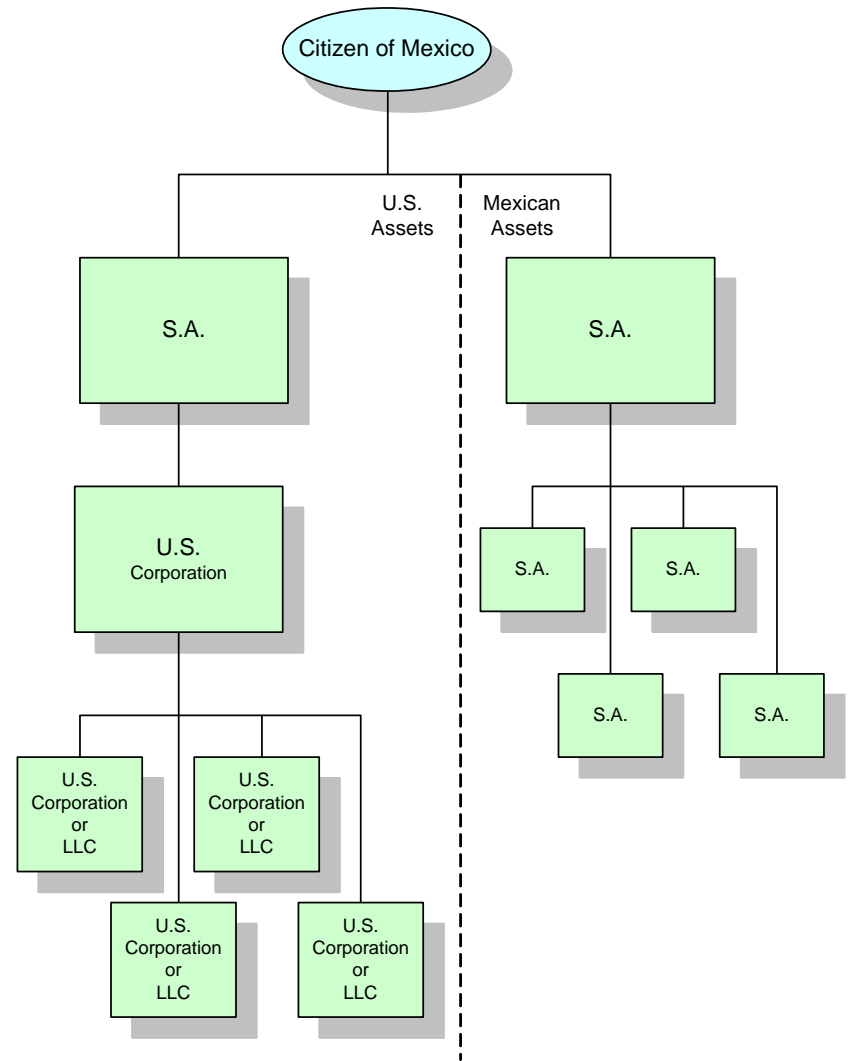 Citizen of Mexico
U.S.
Assets
Mexican
Assets
S.A.
S.A.
U.S.
Corporation
S.A.
S.A.
S.A.
S.A.
U.S.
Corporation
or
LLC
U.S.
Corporation
or
LLC
U.S.
Corporation
or
LLC
U.S.
Corporation
or
LLC